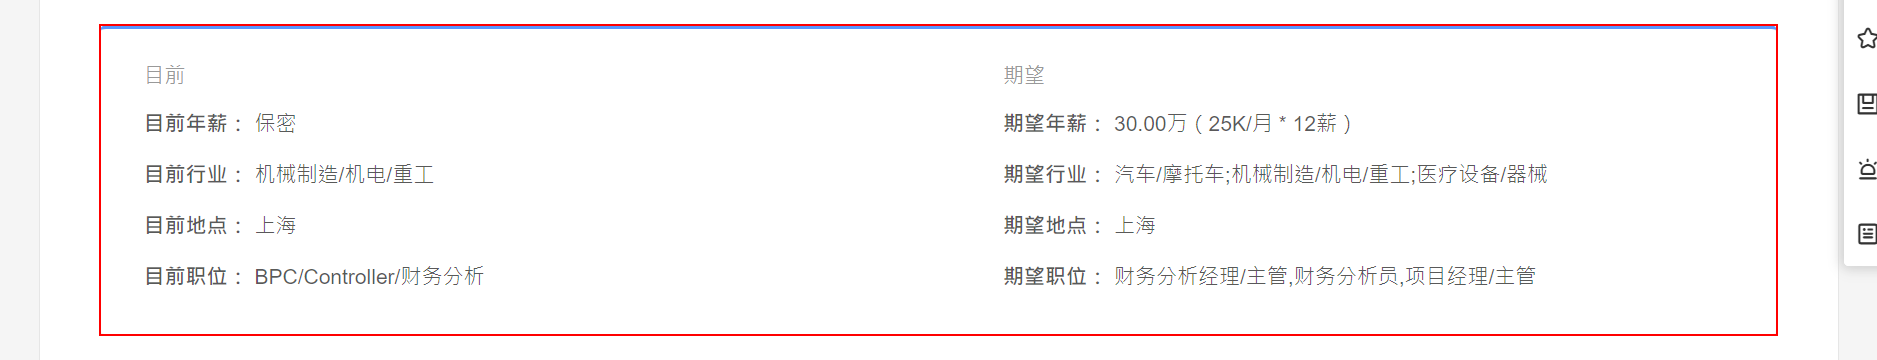 目前
目前年薪： 保密
目前行业： 机械制造/机电/重工
目前地点： 上海
目前职位： BPC/Controller/财务分析
期望
期望年薪： 30.00万（25K/月 * 12薪）
期望行业： 汽车/摩托车;机械制造/机电/重工;医疗设备/器械
期望地点： 上海
期望职位： 财务分析经理/主管,财务分析员,项目经理/主管